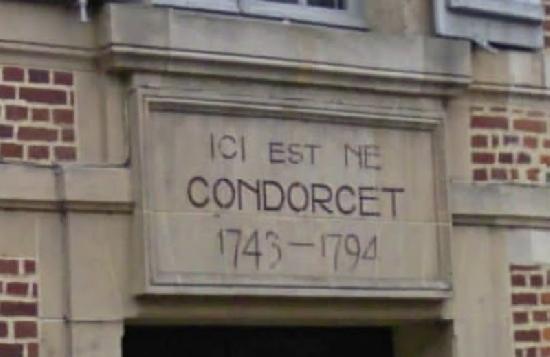 ICI EST NE
CONDORCET
1743-1794